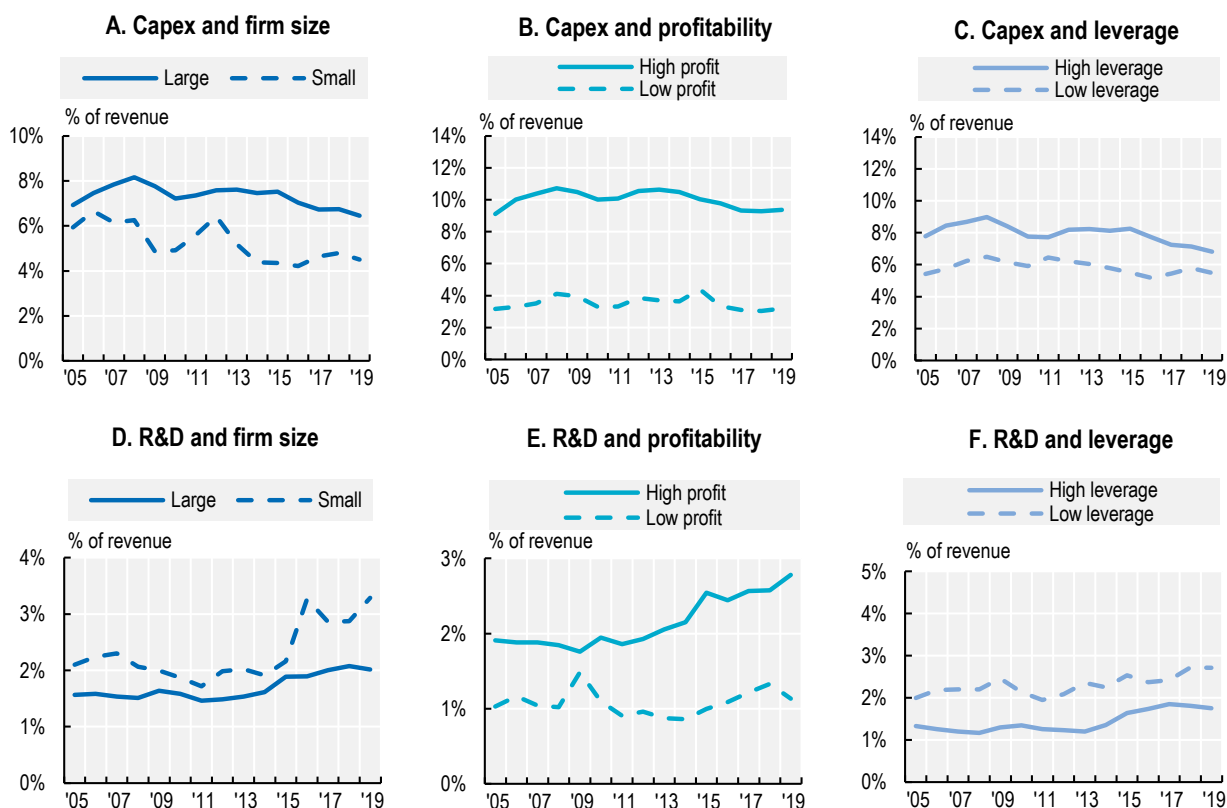 A. Capex and firm size
Large Small
% of revenue
10%
8%
6%
4%
2%
0%
'05 '07 '09 '11 '13 '15 '17 '19
B. Capex and profitability
High profit
Low profit
% of revenue
14%
12%
10%
8%
6%
4%
2%
0%
'05 '07 '09 '11 '13 '15 '17 '19
C. Capex and leverage
High leverage
Low leverage
% of revenue
14%
12%
10%
8%
6%
4%
2%
0%
'05 '07 '09 '11 '13 '15 '17 '19
D. R&D and firm size
Large Small
% of revenue
4%
3%
2%
1%
0%
'05 '07 '09 '11 '13 '15 '17 '19
E. R&D and profitability
High profit
Low profit
% of revenue
3%
2%
1%
0%
'05 '07 '09 '11 '13 '15 '17 '19
F. R&D and leverage
High leverage
Low leverage
% of revenue
5%
4%
3%
2%
1%
0%
'05 '07 '09 '11 '13 '15 '17 '19